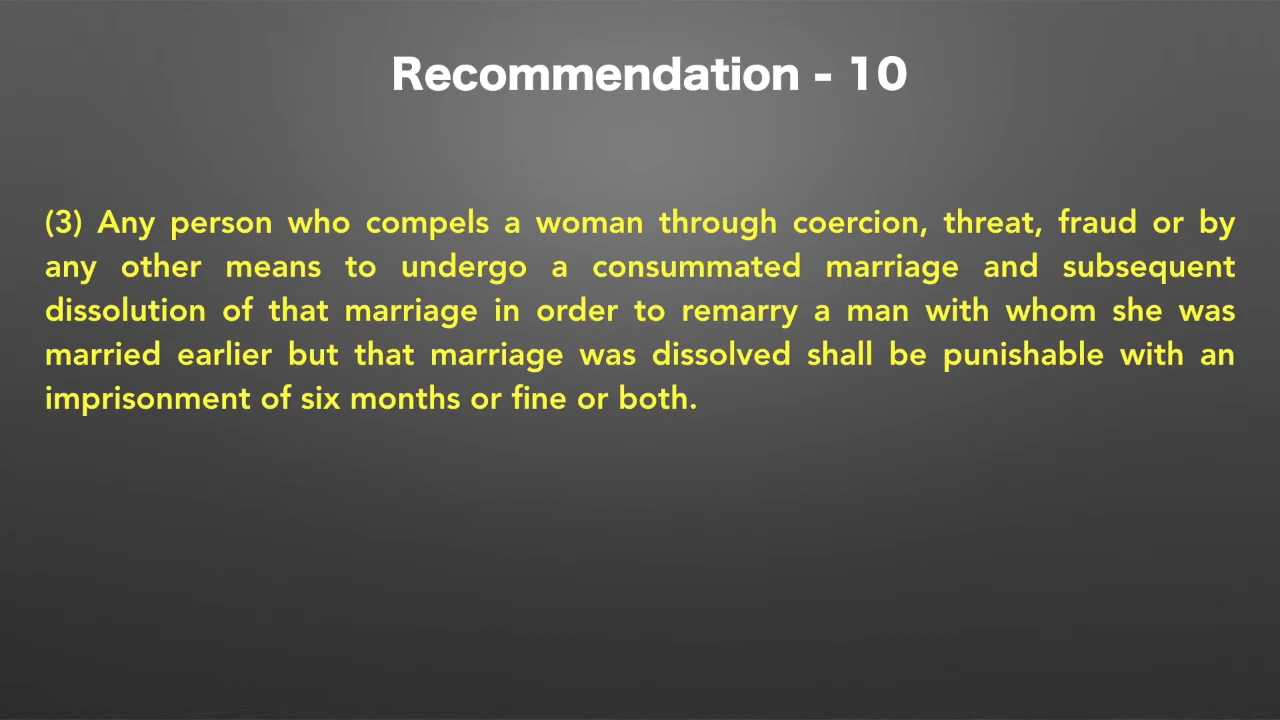 Recommendation - 10
(3) Any person who compels a woman through coercion, threat, fraud or by
any other means to undergo a consummated marriage and subsequent
dissolution of that marriage in order to remarry a man with whom she was
married earlier but that marriage was dissolved shall be punishable with an
imprisonment of six months or fine or both.